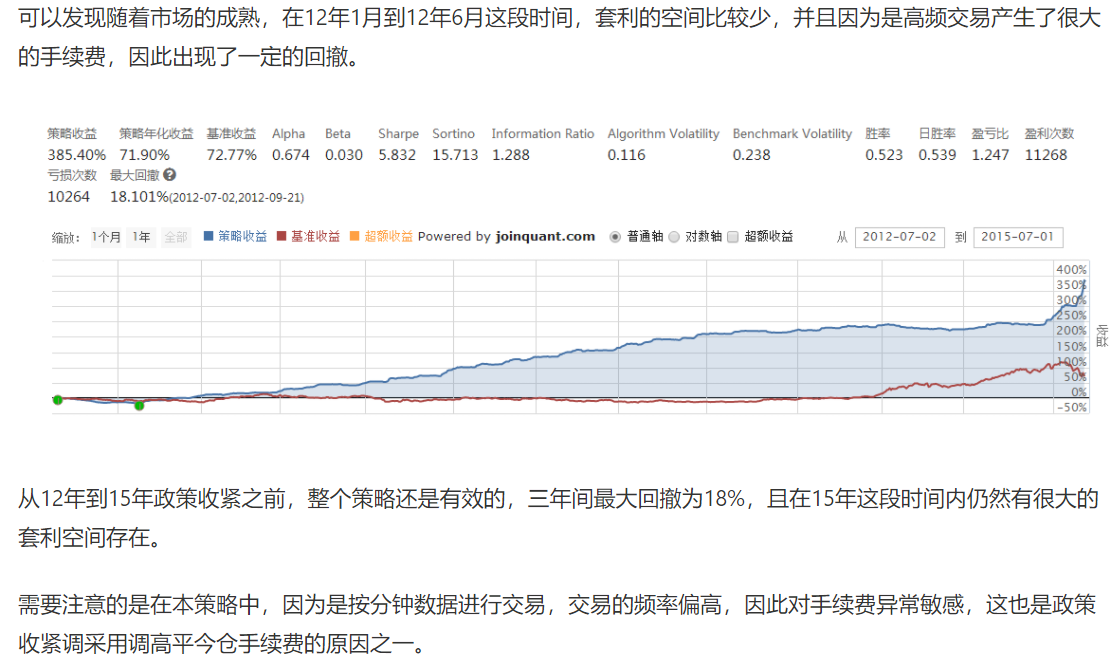 可以发现随着市场的成熟，在12年1月到12年6月这段时间，套利的空间比较少，并且因为是高频交易产生了很大
的手续费，因此出现了一定的回撤。
策略收益 策略年化收益 基准收益 Alpha Beta Sharpe Sortino Information Ratio Algorithm Volatility Benchmark Volatility 胜率 日胜率 盈亏比 盈利次数
385.40% 71.90% 72.77% 0.674 0.030 5.832 15.713 1.288 0.116 0.238 0.523 0.539 1.247 11268
亏损次数 最大回撤 ?
10264 18.101%(2012-07-02,2012-09-21)
缩放： 1个月 1年 全部 策略收益 基准收益 超额收益 Powered by joinquant.com 普通轴 对数轴 超额收益 从 2012-07-02 到 2015-07-01
400%
350%
300%
250%
200%
150%
100%
50%
0%
-50%
从12年到15年政策收紧之前，整个策略还是有效的，三年间最大回撤为18%，且在15年这段时间内仍然有很大的
套利空间存在。
需要注意的是在本策略中，因为是按分钟数据进行交易，交易的频率偏高，因此对手续费异常敏感，这也是政策
收紧调采用调高平今仓手续费的原因之一。